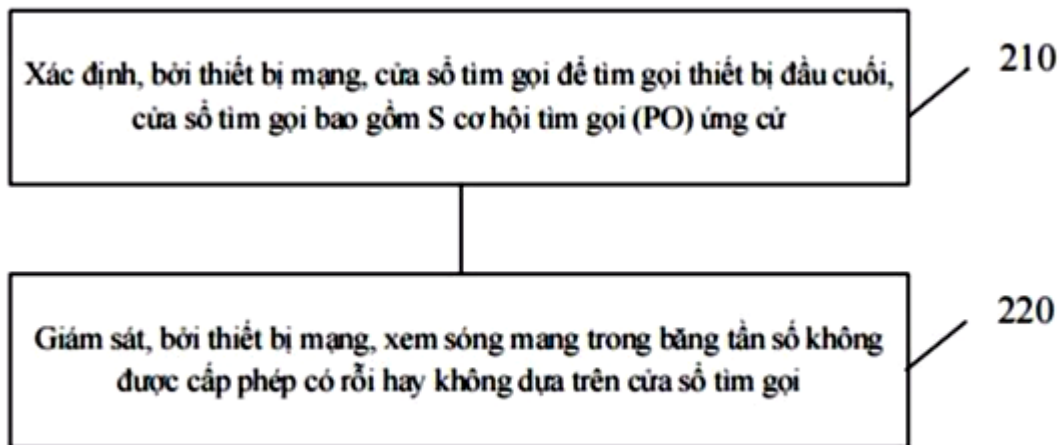 Xác định, bởi thiết bị mạng, cửa sổ tìm gọi để tìm gọi thiết bị đầu cuối,
cửa sổ tìm gọi bao gồm S cơ hội tìm gọi (PO) ứng cử
210
Giám sát, bởi thiết bị mạng, xem sóng mang trong băng tần số không
được cấp phép có rỗi hay không dựa trên cửa sổ tìm gọi
220